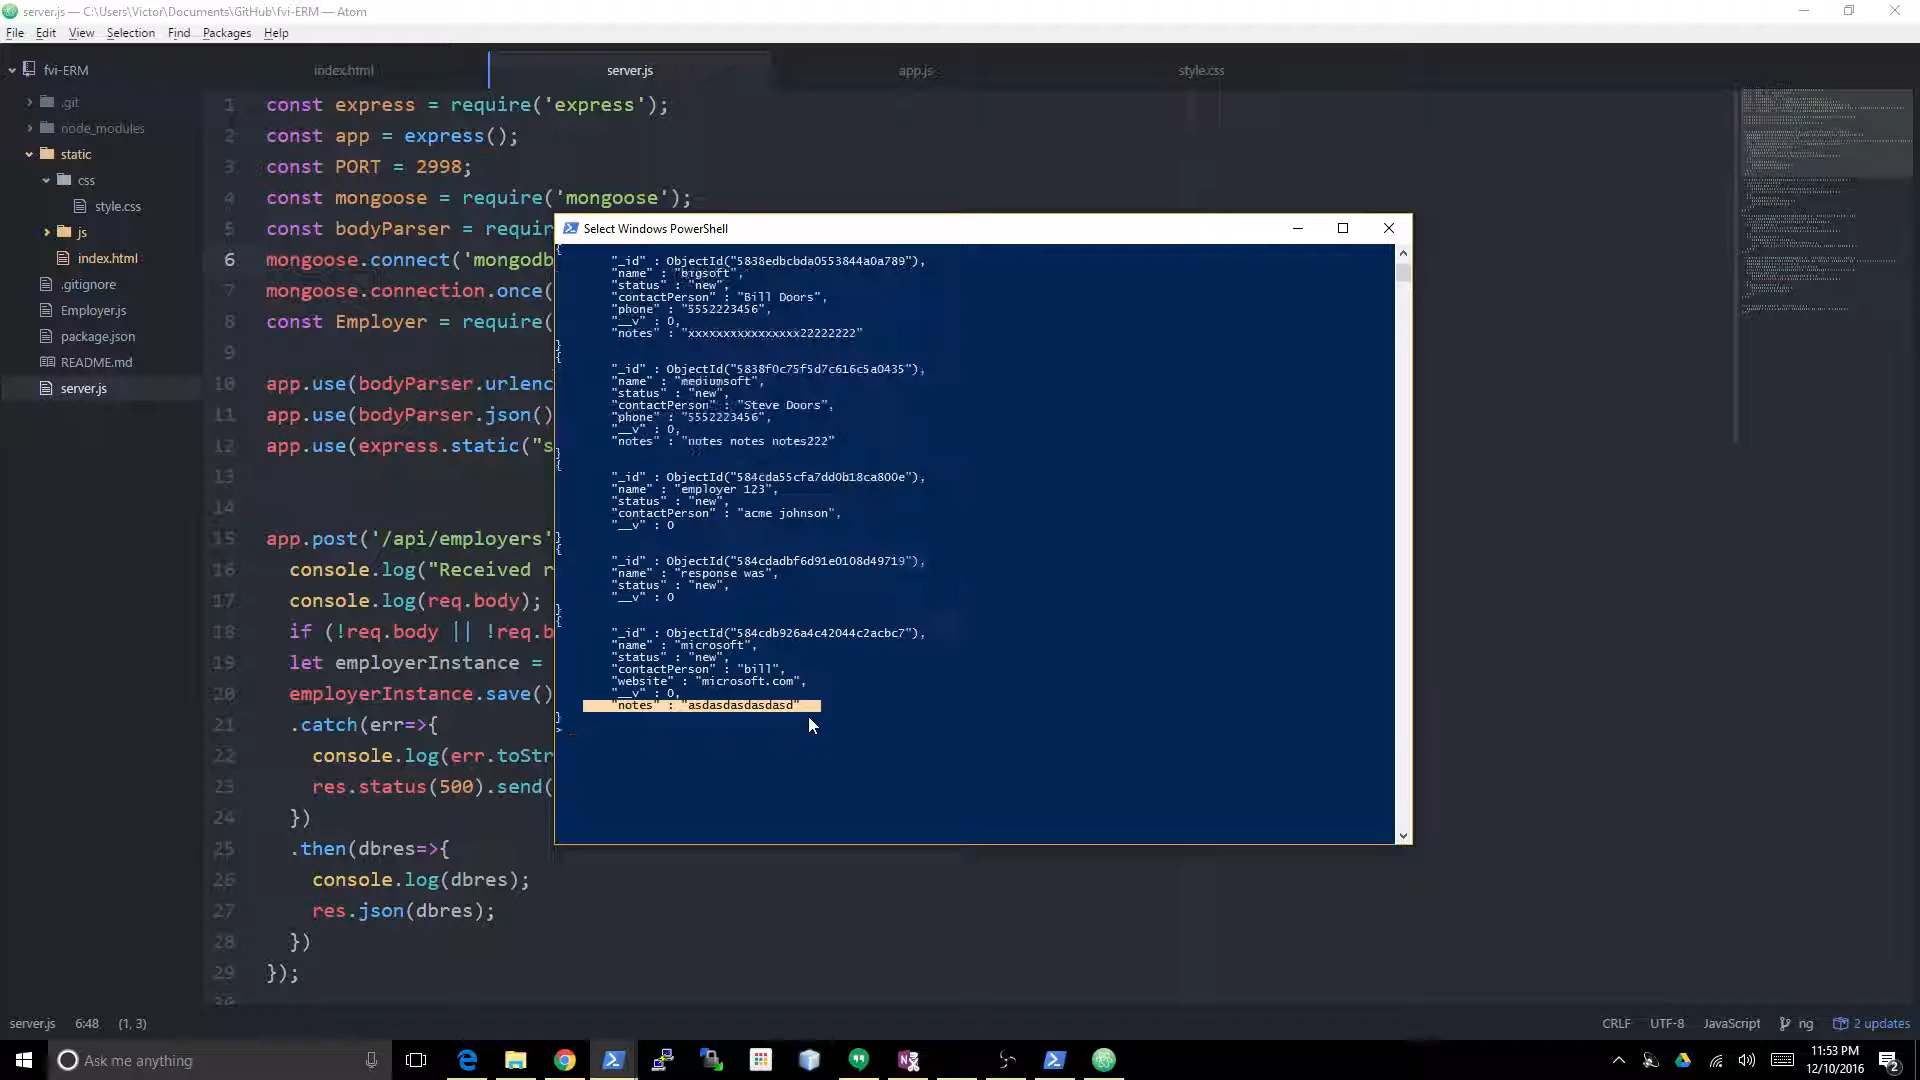 server.js — C:\Users\Victor\Documents\GitHub\fvi-ERM — Atom
File Edit View Selection Find Packages Help
fvi-ERM
.git
node_modules
static
css
style.css
js
index.html
.gitignore
Employer.js
package.json
README.md
server.js
index.html server.js app.js style.css
1 const express = require('express');
2 const app = express();
3 const PORT = 2998;
4 const mongoose = require('mongoose');
5 const bodyParser = requir
6 mongoose.connect('mongodb
7 mongoose.connection.once(
8 const Employer = require(
9
10 app.use(bodyParser.urlenc
11 app.use(bodyParser.json()
12 app.use(express.static("s
13
14
15 app.post('/api/employers'
16 console.log("Received r
17 console.log(req.body);
18 if (!req.body || !req.b
19 let employerInstance =
20 employerInstance.save()
21 .catch(err=>{
22 console.log(err.toStr
23 res.status(500).send(
24 })
25 .then(dbres=>{
26 console.log(dbres);
27 res.json(dbres);
28 })
29 });
30
Select Windows PowerShell
{
"_id" : ObjectId("5838edbcbda0553844a0a789"),
"name" : "bigsoft",
"status" : "new",
"contactPerson" : "Bill Doors",
"phone" : "5552223456",
"__v" : 0,
"notes" : "xxxxxxxxxxxxxxxx22222222"
}
{
"_id" : ObjectId("5838f0c75f5d7c616c5a0435"),
"name" : "mediumsoft",
"status" : "new",
"contactPerson" : "Steve Doors",
"phone" : "5552223456",
"__v" : 0,
"notes" : "notes notes notes222"
}
{
"_id" : ObjectId("584cda55cfa7dd0b18ca800e"),
"name" : "employer 123",
"status" : "new",
"contactPerson" : "acme johnson",
"__v" : 0
}
{
"_id" : ObjectId("584cdadbf6d91e0108d49719"),
"name" : "response was",
"status" : "new",
"__v" : 0
}
{
"_id" : ObjectId("584cdb926a4c42044c2acbc7"),
"name" : "microsoft",
"status" : "new",
"contactPerson" : "bill",
"website" : "microsoft.com",
"__v" : 0,
"notes" : "asdasdasdasdasd"
}
>
server.js 6:48 (1, 3) CRLF UTF-8 JavaScript ng 2 updates
Ask me anything
11:53 PM
12/10/2016
2